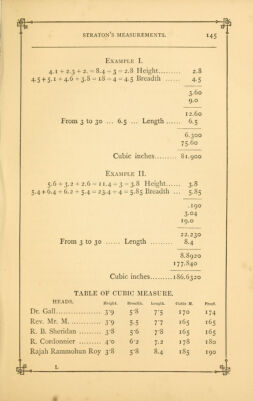 STRATON'S MEASUREMENTS. 145
EXAMPLE I.
4.1 + 2.3 + 2. = 8.4 ÷ 3 = 2.8 Height......... 2.8
4.5 + 5.1 + 4.6 + 3.8 = 18 ÷ 4 = 4.5 Breadth ...... 4.5
3.60
9.0
12.60
From 3 to 30 ... 6.5 ... Length ...... 6.5
6.300
75.60
Cubic inches......... 81.900
EXAMPLE II.
5.6 + 3.2 + 2.6 = 11.4 ÷ 3 = 3.8 Height...... 3.8
5.4 + 6.4 + 6.2 + 5.4 = 23.4 ÷ 4 = 5.85 Breadth ... 5.85
.190
3.04
19.0
22.230
From 3 to 30 ...... Length ......... 8.4
8.8920
177.840
Cubic inches.........186.6320
TABLE OF CUBIC MEASURE.
HEADS. Height. Breadth. Length. Cubic M.
Dr. Gall.................. 3·9 5·8 7·5 170 174
Rev. Mr. M. ............ 3·9 5.5 7·7 165 165
R. B. Sheridan ......... 3·8 5·6 7·8 165 165
R. Cordonnier ......... 4·0 6·2 7.2 178 180
Rajah Rammohun Roy 3·8 5·8 8.4 185 190
L